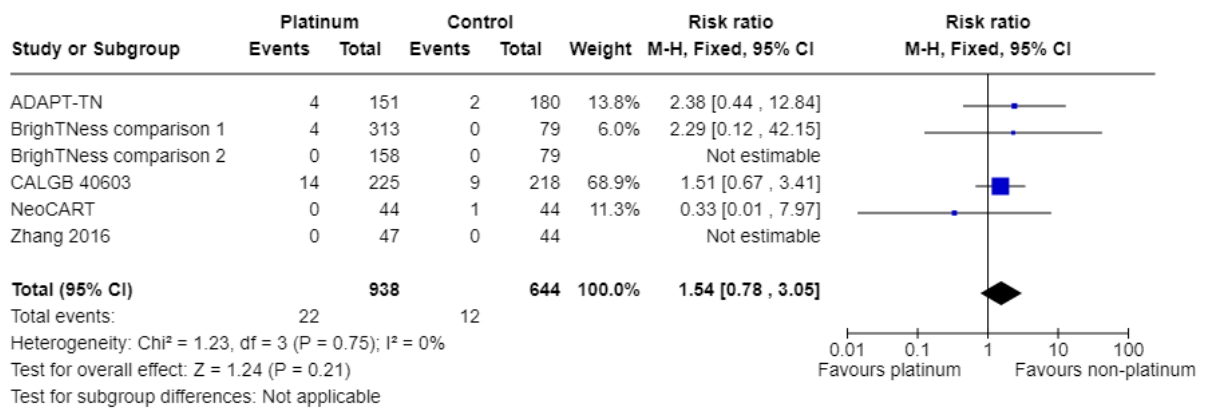 Platinum Control Risk ratio Risk ratio
Study or Subgroup Events Total Events Total Weight M-H, Fixed, 95% CI M-H, Fixed, 95% CI
ADAPT-TN 4 151 2 180 13.8% 2.38 [0.44 , 12.84]
BrighTNess comparison 1 4 313 0 79 6.0% 2.29 [0.12 , 42.15]
BrighTNess comparison 2 0 158 0 79 Not estimable
CALGB 40603 14 225 9 218 68.9% 1.51 [0.67 , 3.41]
NeoCART 0 44 1 44 11.3% 0.33 [0.01 , 7.97]
Zhang 2016 0 47 0 44 Not estimable
Total (95% CI) 938 644 100.0% 1.54 [0.78 , 3.05]
Total events: 22 12
Heterogeneity: Chi² = 1.23, df = 3 (P = 0.75); I² = 0%
Test for overall effect: Z = 1.24 (P = 0.21)
Test for subgroup differences: Not applicable
0.01 0.1 1 10 100
Favours platinum Favours non-platinum